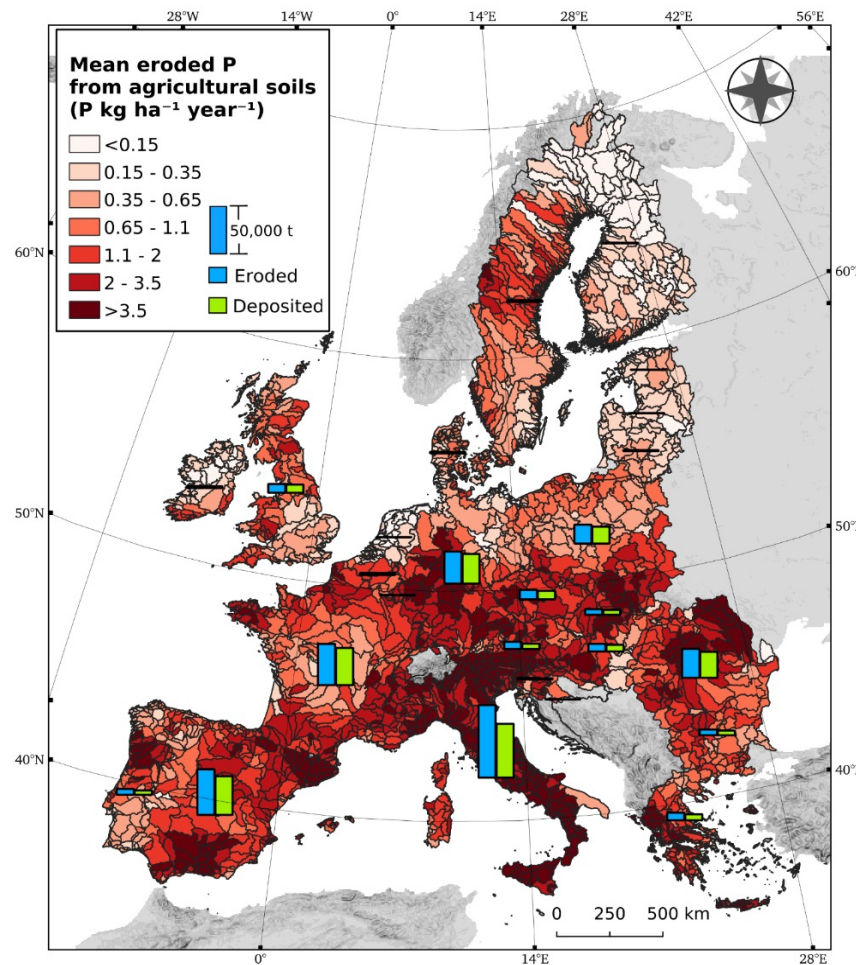 28°W 14°W 0° 14°E 28°E 42°E 56°E
Mean eroded P
from agricultural soils
(P kg ha⁻¹ year⁻¹)
<0.15
0.15 - 0.35
0.35 - 0.65
0.65 - 1.1
1.1 - 2
2 - 3.5
>3.5
50,000 t
Eroded
Deposited
60°N
60°N
50°N
50°N
40°N
40°N
0 250 500 km
0° 14°E 28°E